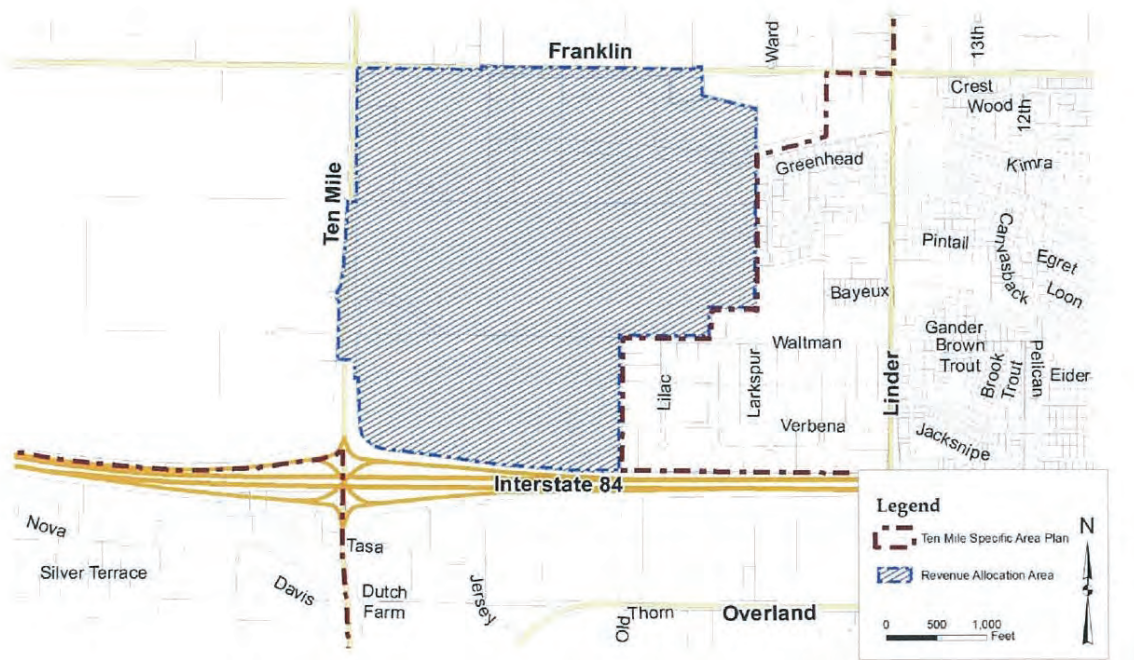 Franklin
Ward
13th
Crest
Wood
12th
Kimra
Greenhead
Ten Mile
Pintail
Canvasback
Egret
Loon
Bayeux
Gander
Brown
Trout
Brook
Trout
Pelican
Eider
Waltman
Lilac
Larkspur
Linder
Verbena
Jacksnipe
Interstate 84
Nova
Silver Terrace
Tasa
Davis
Dutch
Farm
Jersey
Old
Thorn
Overland
Legend
Ten Mile Specific Area Plan
Revenue Allocation Area
N
0 500 1,000
Feet